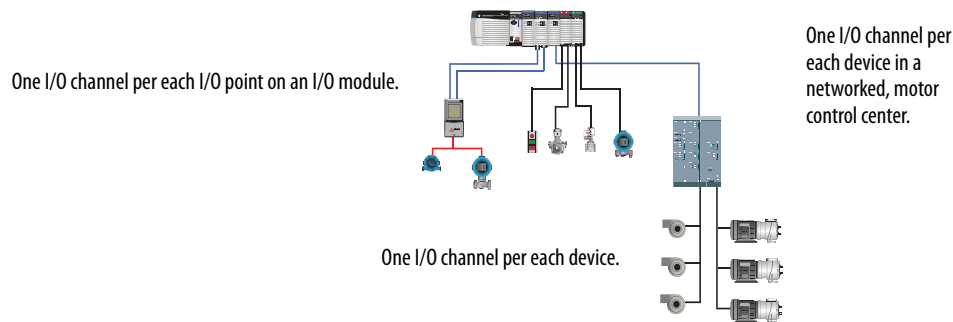 One I/O channel per each I/O point on an I/O module.
One I/O channel per
each device in a
networked, motor
control center.
One I/O channel per each device.